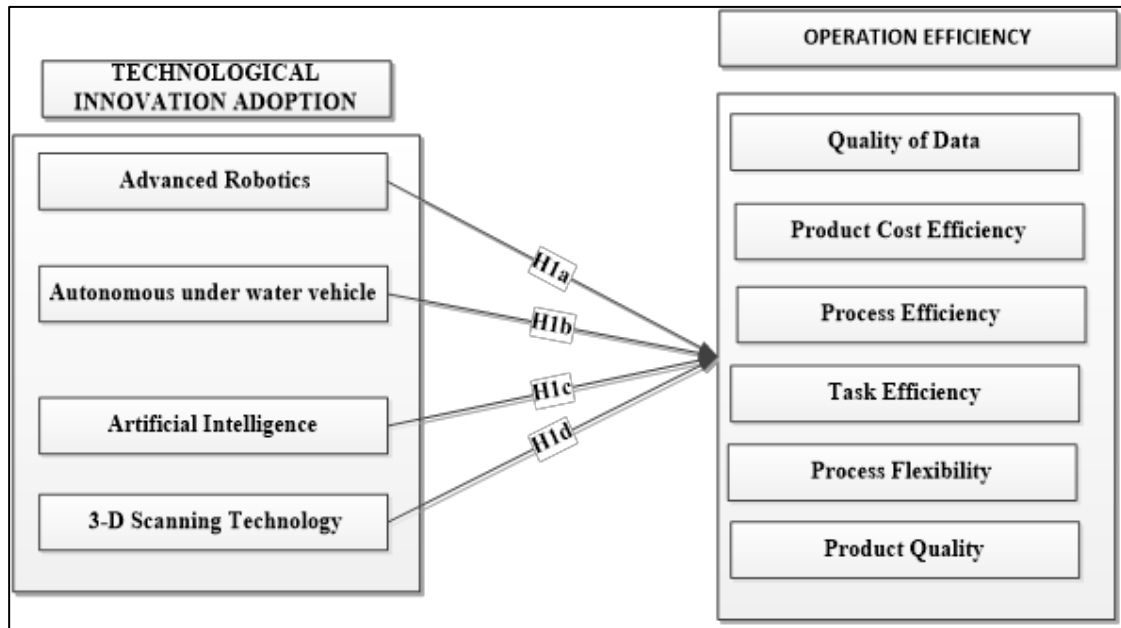 OPERATION EFFICIENCY
TECHNOLOGICAL
INNOVATION ADOPTION
Advanced Robotics
Autonomous under water vehicle
Artificial Intelligence
3-D Scanning Technology
H1a
H1b
H1c
H1d
Quality of Data
Product Cost Efficiency
Process Efficiency
Task Efficiency
Process Flexibility
Product Quality